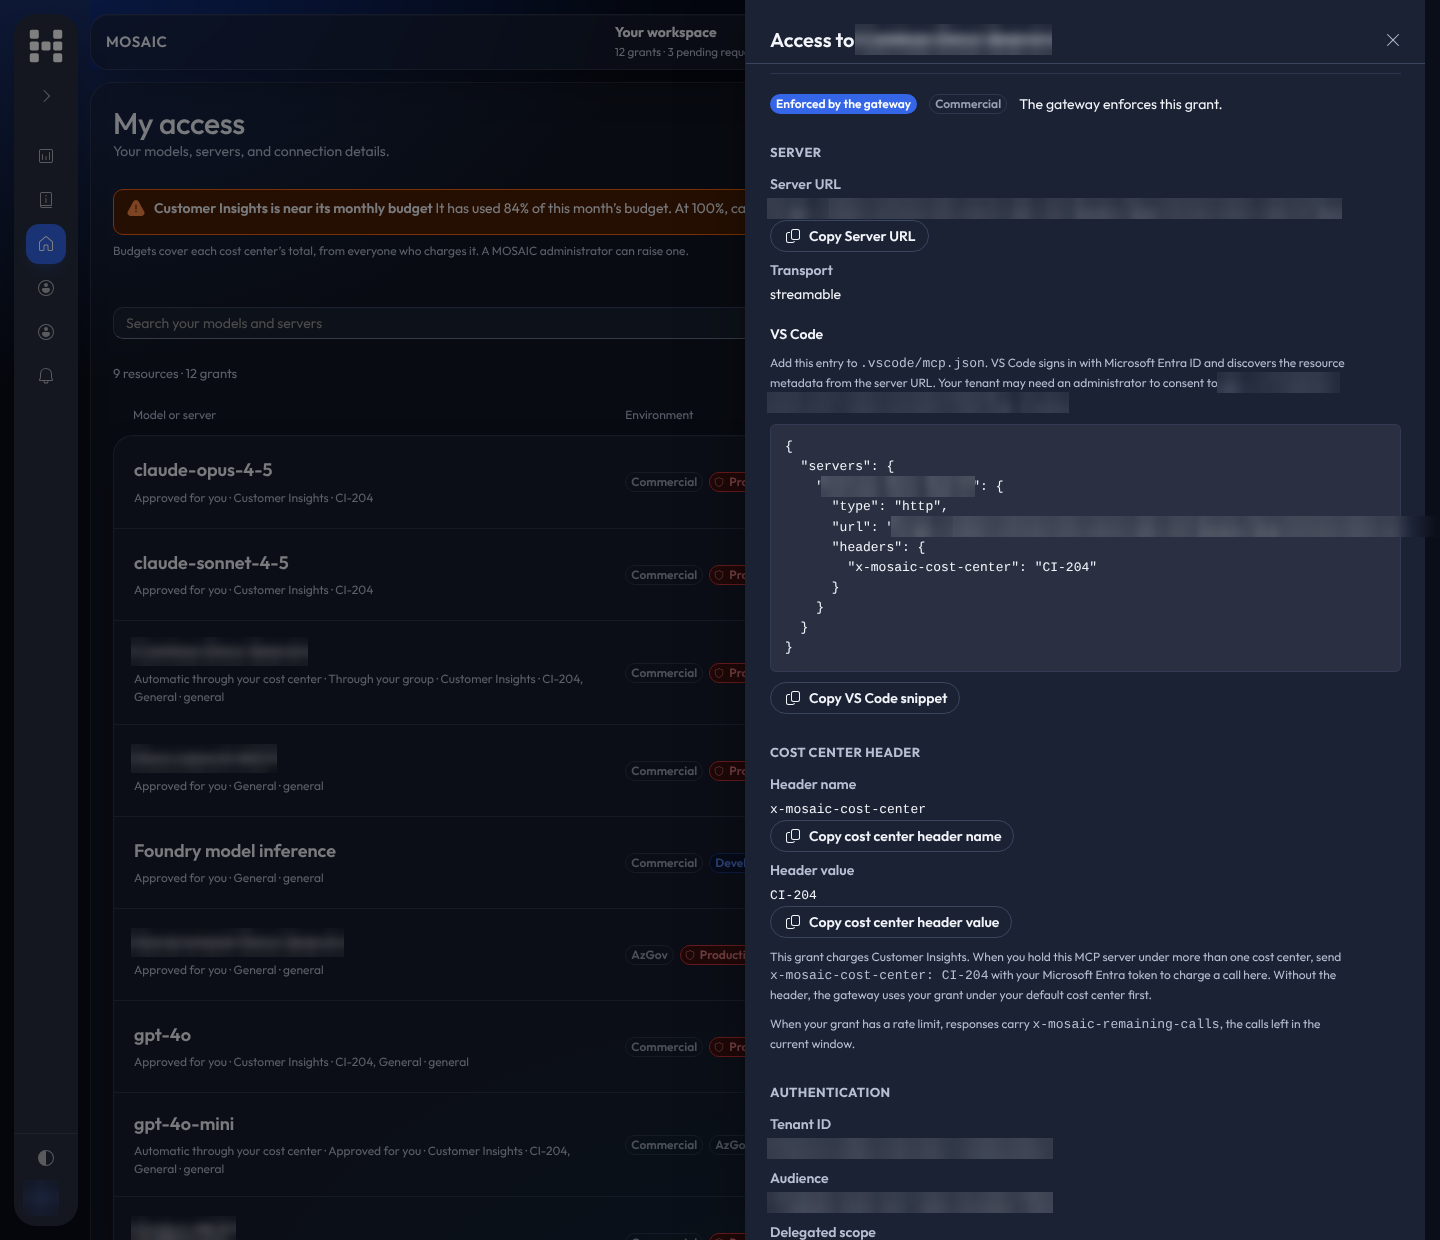 MOSAIC
Your workspace
12 grants · 3 pending requ
My access
Your models, servers, and connection details.
Customer Insights is near its monthly budget It has used 84% of this month's budget. At 100%, ca
Budgets cover each cost center's total, from everyone who charges it. A MOSAIC administrator can raise one.
Search your models and servers
9 resources · 12 grants
Model or server
Environment
claude-opus-4-5
Approved for you · Customer Insights · CI-204
Commercial
Pro
claude-sonnet-4-5
Approved for you · Customer Insights · CI-204
Commercial
Pro
Automatic through your cost center · Through your group · Customer Insights · CI-204,
General · general
Commercial
Pro
Approved for you · General · general
Commercial
Pro
Foundry model inference
Approved for you · General · general
Commercial
Devel
Approved for you · General · general
AzGov
Producti
gpt-4o
Approved for you · Customer Insights · CI-204, General · general
Commercial
Pro
gpt-4o-mini
Automatic through your cost center · Approved for you · Customer Insights · CI-204,
General · general
Commercial
AzGo
Access to
Enforced by the gateway
Commercial
The gateway enforces this grant.
SERVER
Server URL
Copy Server URL
Transport
streamable
VS Code
Add this entry to .vscode/mcp.json. VS Code signs in with Microsoft Entra ID and discovers the resource
metadata from the server URL. Your tenant may need an administrator to consent to
{
"servers": {
": {
"type": "http",
"url": "
"headers": {
"x-mosaic-cost-center": "CI-204"
}
}
}
}
Copy VS Code snippet
COST CENTER HEADER
Header name
x-mosaic-cost-center
Copy cost center header name
Header value
CI-204
Copy cost center header value
This grant charges Customer Insights. When you hold this MCP server under more than one cost center, send
x-mosaic-cost-center: CI-204 with your Microsoft Entra token to charge a call here. Without the
header, the gateway uses your grant under your default cost center first.
When your grant has a rate limit, responses carry x-mosaic-remaining-calls, the calls left in the
current window.
AUTHENTICATION
Tenant ID
Audience
Delegated scope